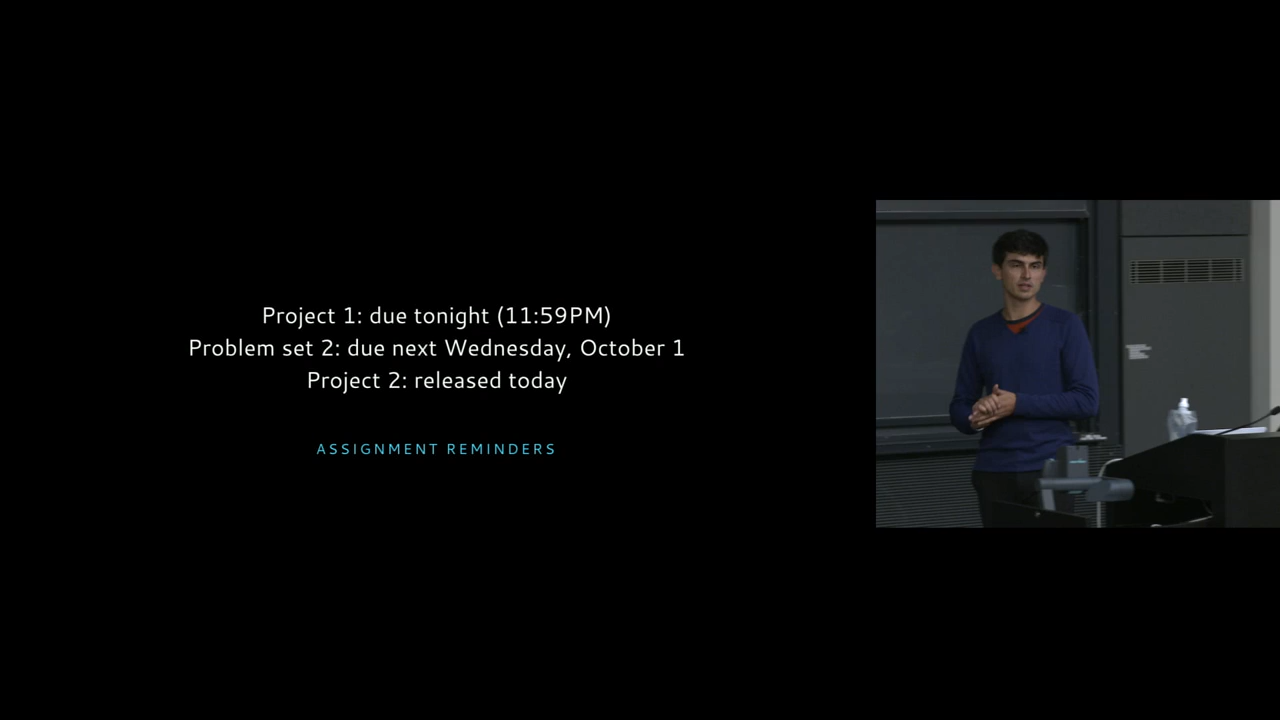 Project 1: due tonight (11:59PM)
Problem set 2: due next Wednesday, October 1
Project 2: released today
ASSIGNMENT REMINDERS